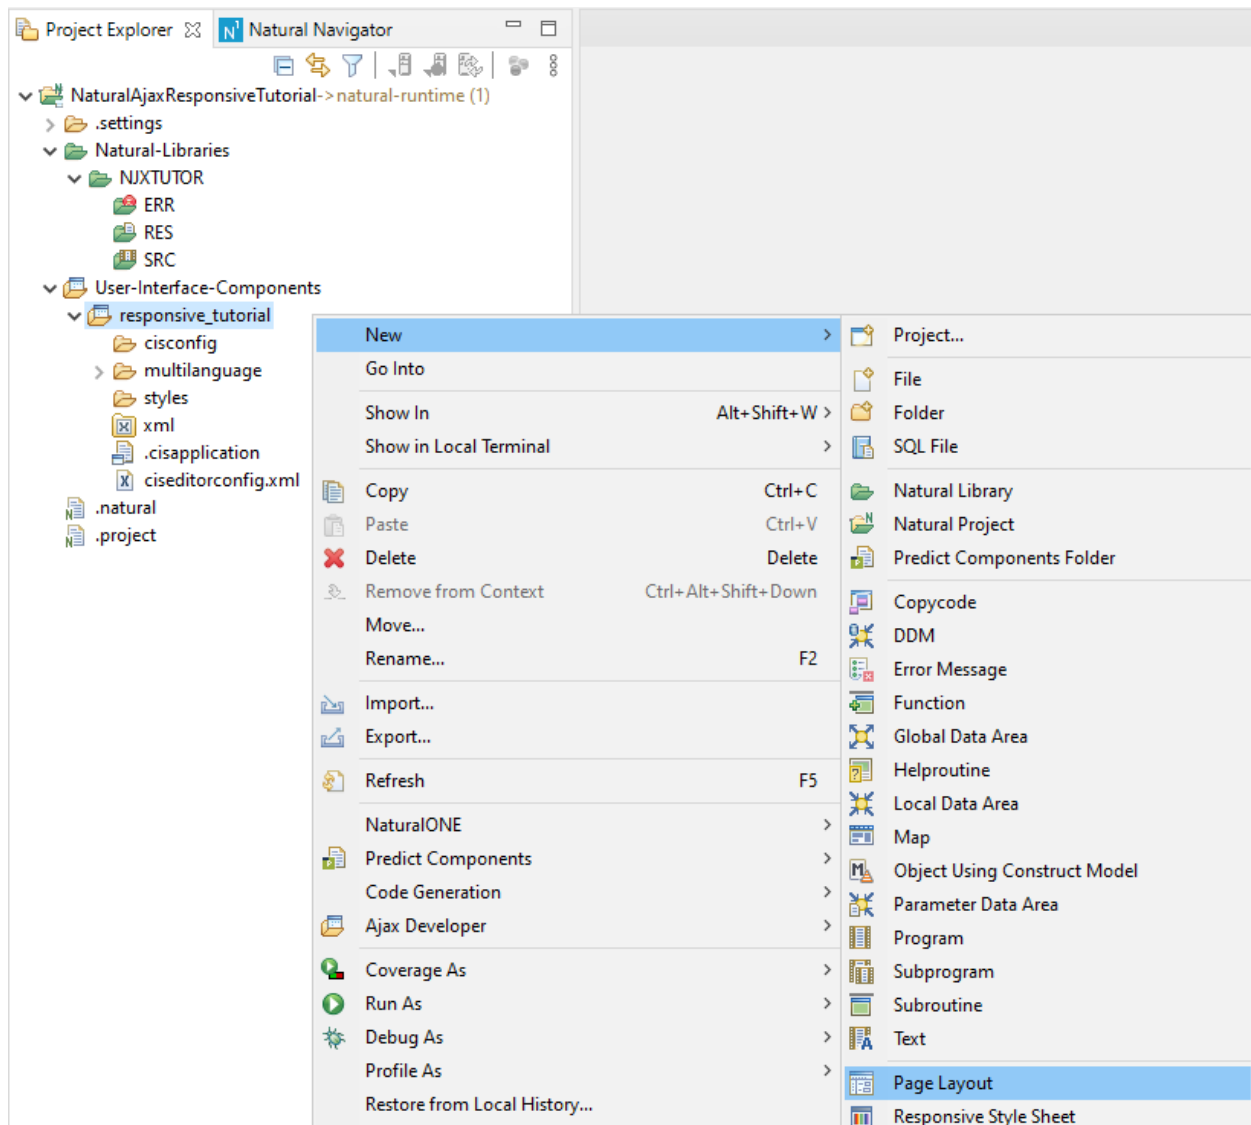 Project Explorer
Natural Navigator
NaturalAjaxResponsiveTutorial->natural-runtime (1)
.settings
Natural-Libraries
NJXTUTOR
ERR
RES
SRC
User-Interface-Components
responsive_tutorial
cisconfig
multilanguage
styles
xml
.cisapplication
ciseditorconfig.xml
.natural
.project
New
Go Into
Show In Alt+Shift+W
Show in Local Terminal
Copy Ctrl+C
Paste Ctrl+V
Delete Delete
Remove from Context Ctrl+Alt+Shift+Down
Move...
Rename... F2
Import...
Export...
Refresh F5
NaturalONE
Predict Components
Code Generation
Ajax Developer
Coverage As
Run As
Debug As
Profile As
Restore from Local History...
Project...
File
Folder
SQL File
Natural Library
Natural Project
Predict Components Folder
Copycode
DDM
Error Message
Function
Global Data Area
Helproutine
Local Data Area
Map
Object Using Construct Model
Parameter Data Area
Program
Subprogram
Subroutine
Text
Page Layout
Responsive Style Sheet